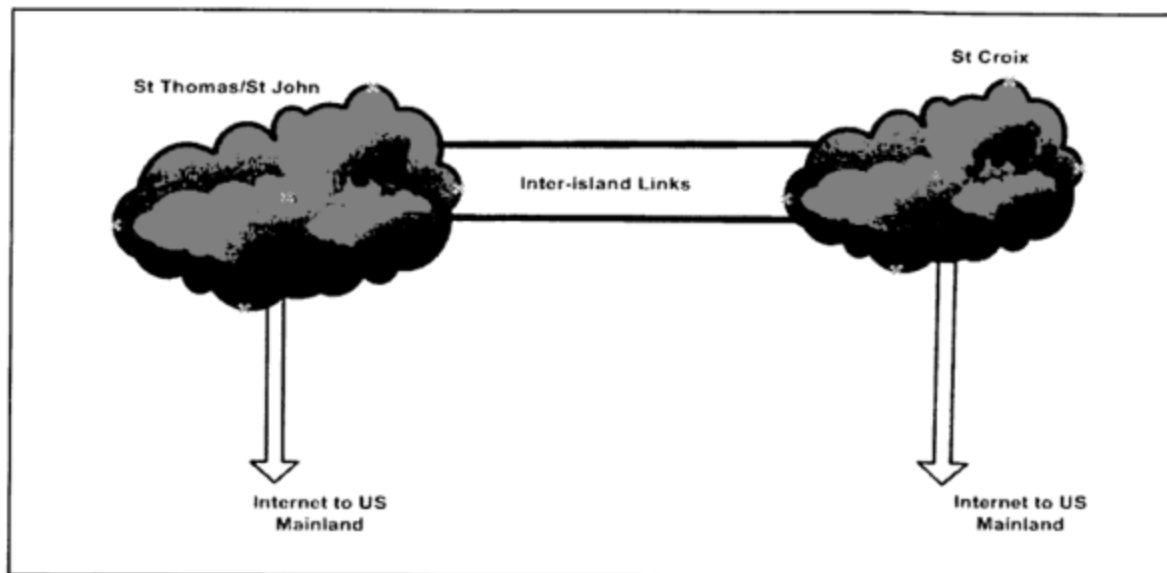 St Thomas/St John
St Croix
Inter-island Links
Internet to US
Mainland
Internet to US
Mainland